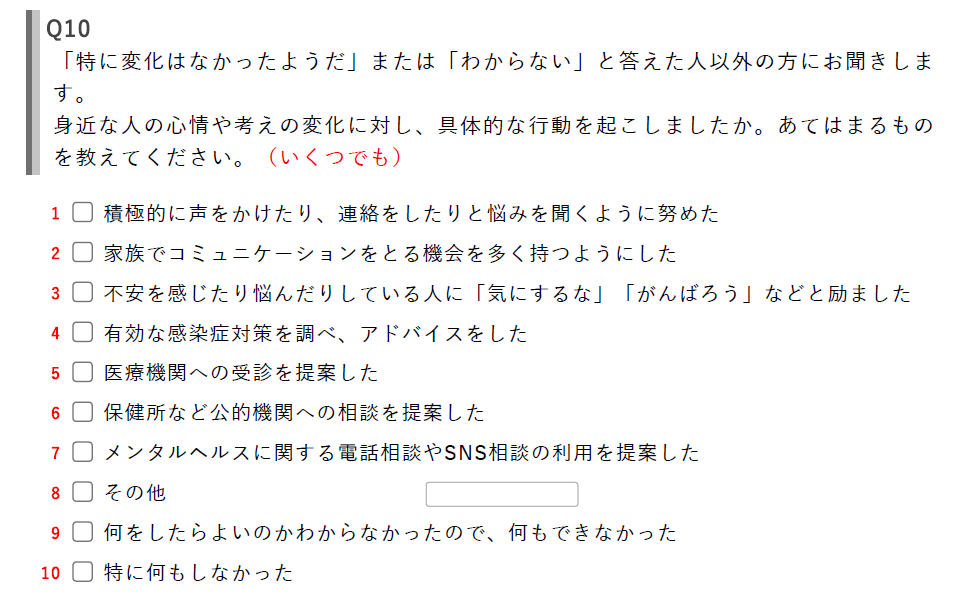 Q10
「特に変化はなかったようだ」または「わからない」と答えた人以外の方にお聞きしま
す。
身近な人の心情や考えの変化に対し、具体的な行動を起こしましたか。あてはまるもの
を教えてください。（いくつでも）
1 積極的に声をかけたり、連絡をしたりと悩みを聞くように努めた
2 家族でコミュニケーションをとる機会を多く持つようにした
3 不安を感じたり悩んだりしている人に「気にするな」「がんばろう」などと励ました
4 有効な感染症対策を調べ、アドバイスをした
5 医療機関への受診を提案した
6 保健所など公的機関への相談を提案した
7 メンタルヘルスに関する電話相談やSNS相談の利用を提案した
8 その他
9 何をしたらよいのかわからなかったので、何もできなかった
10 特に何もしなかった